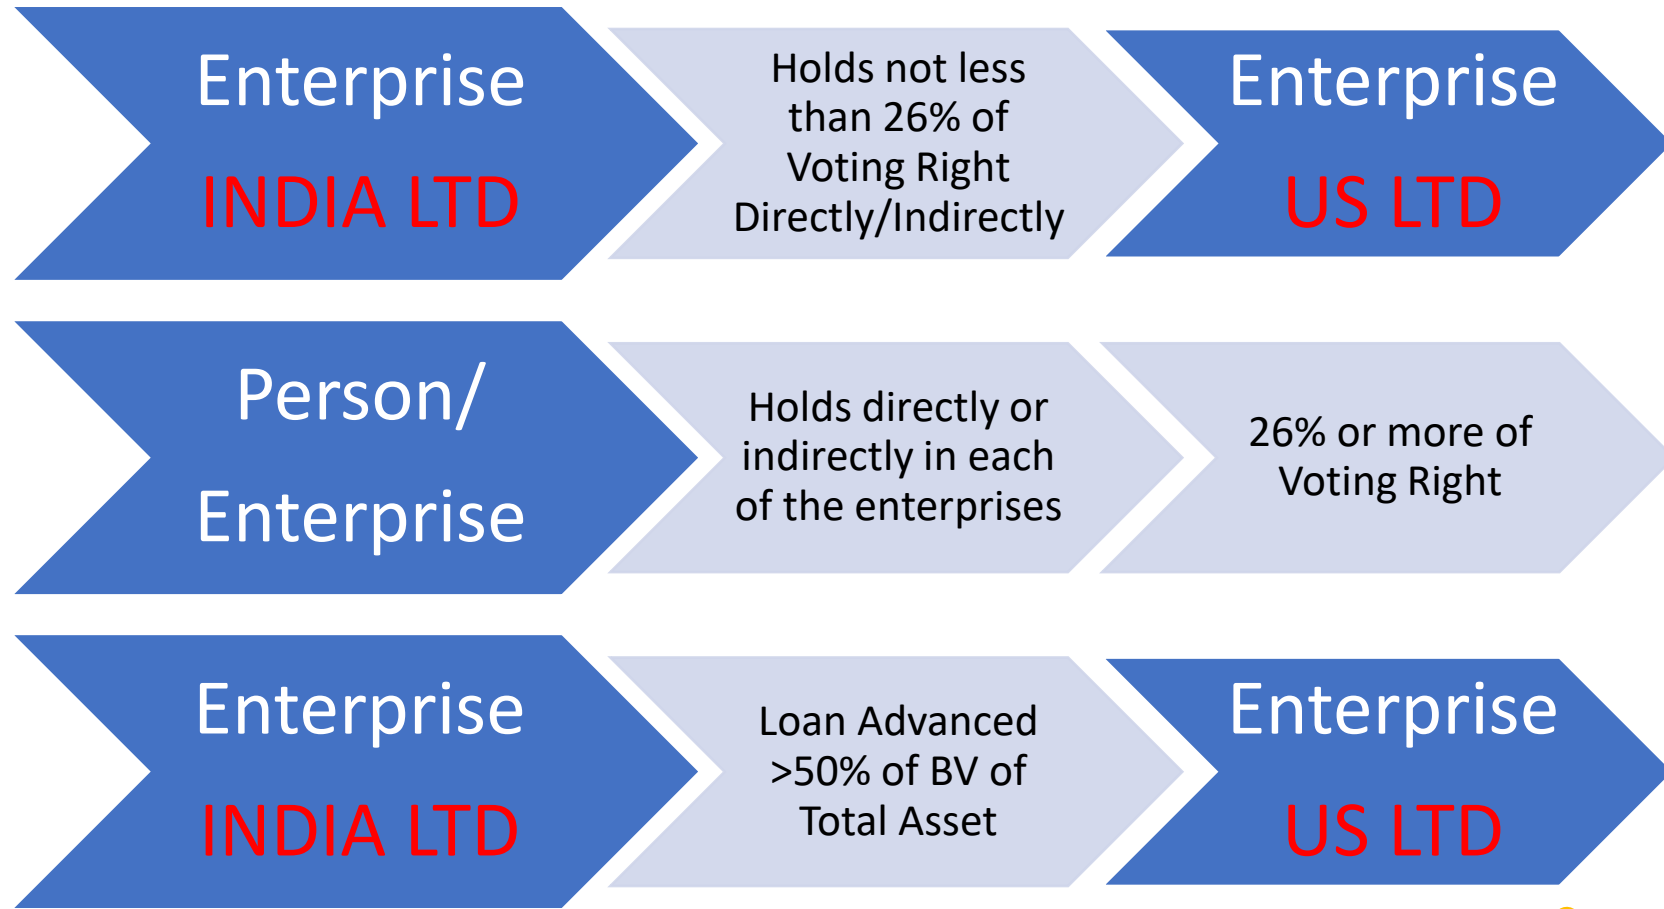 Enterprise
INDIA LTD
Holds not less
than 26% of
Voting Right
Directly/Indirectly
Enterprise
US LTD
Person/
Enterprise
Holds directly or
indirectly in each
of the enterprises
26% or more of
Voting Right
Enterprise
INDIA LTD
Loan Advanced
>50% of BV of
Total Asset
Enterprise
US LTD